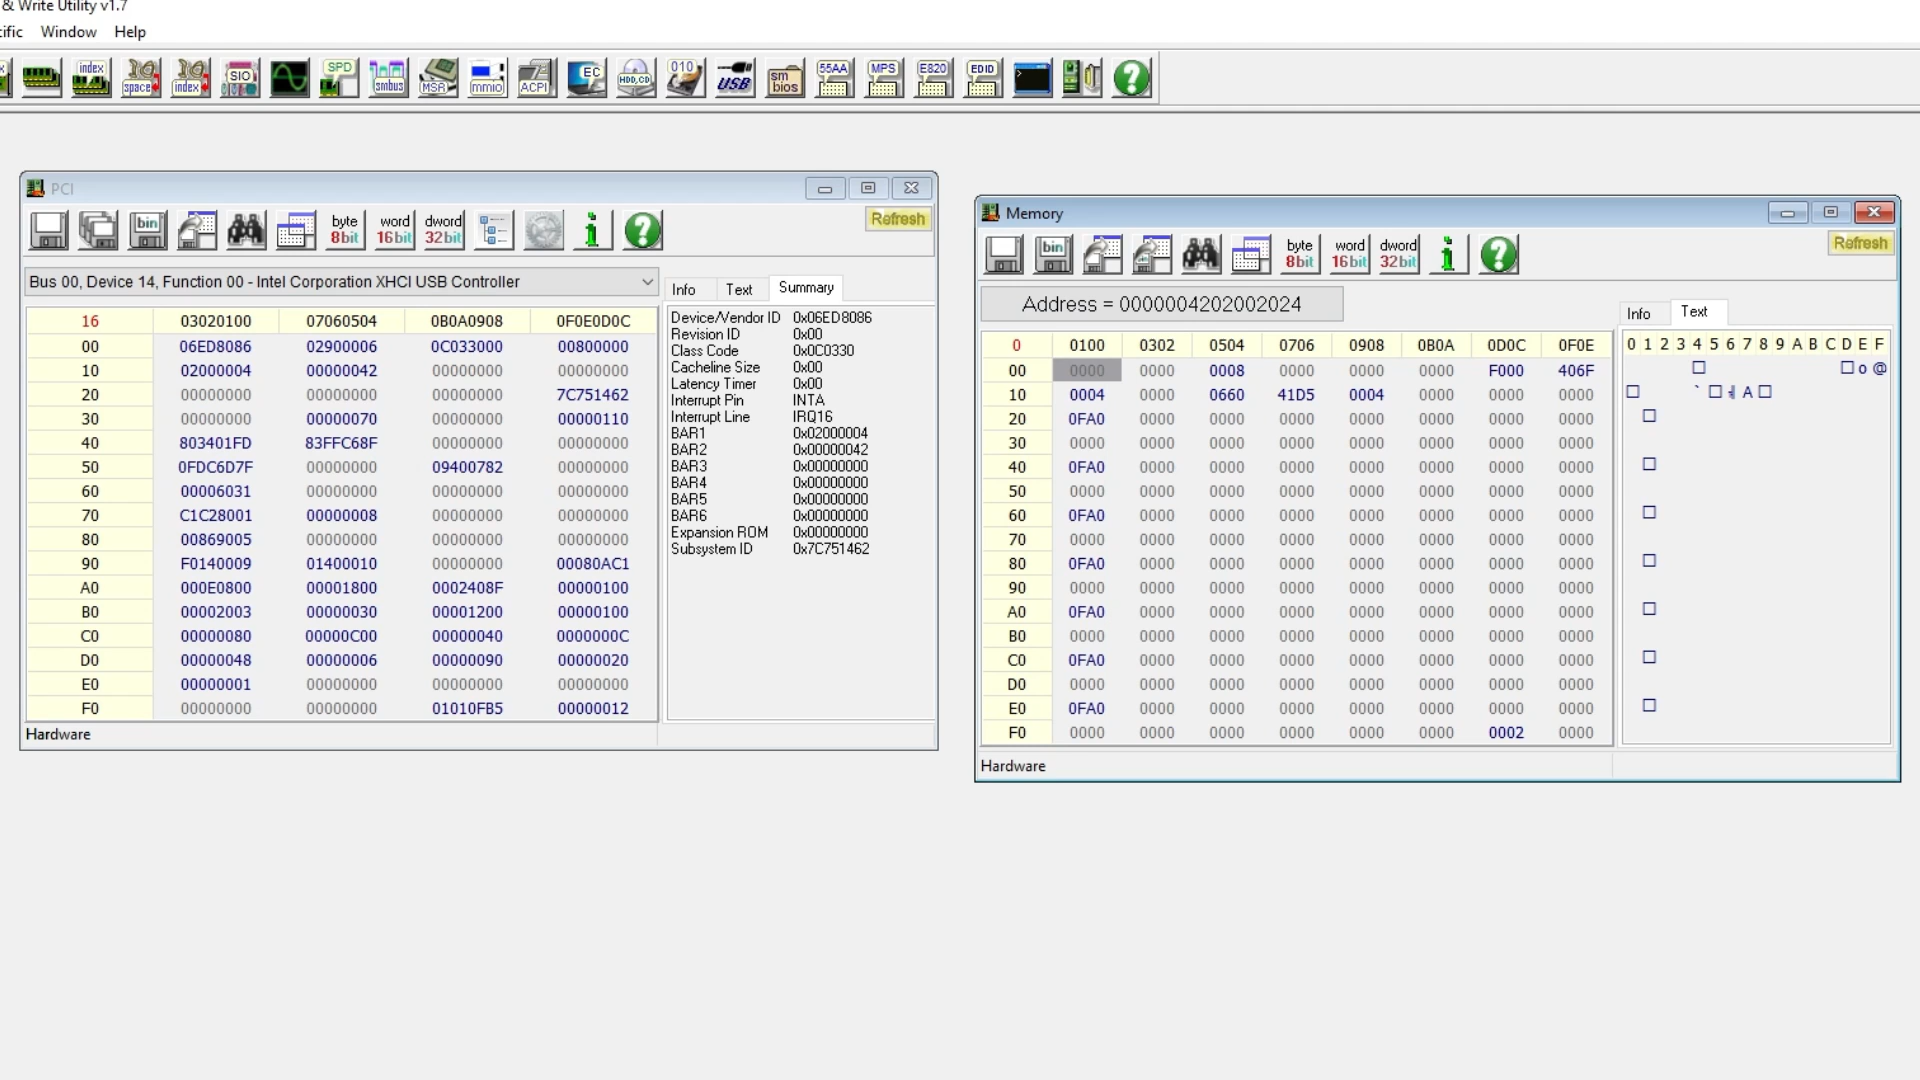 & Write Utility v1.7
cific Window Help
index space index SIO SPD smbus MSR mmio ACPI EC HDD,CD 010 USB sm bios 55AA MPS E820 EDID
PCI
bin byte 8bit word 16bit dword 32bit Refresh
Bus 00, Device 14, Function 00 - Intel Corporation XHCI USB Controller
Info Text Summary
16 03020100 07060504 0B0A0908 0F0E0D0C
00 06ED8086 02900006 0C033000 00800000
10 02000004 00000042 00000000 00000000
20 00000000 00000000 00000000 7C751462
30 00000000 00000070 00000000 00000110
40 803401FD 83FFC68F 00000000 00000000
50 0FDC6D7F 00000000 09400782 00000000
60 00006031 00000000 00000000 00000000
70 C1C28001 00000008 00000000 00000000
80 00869005 00000000 00000000 00000000
90 F0140009 01400010 00000000 00080AC1
A0 000E0800 00001800 0002408F 00000100
B0 00002003 00000030 00001200 00000100
C0 00000080 00000C00 00000040 0000000C
D0 00000048 00000006 00000090 00000020
E0 00000001 00000000 00000000 00000000
F0 00000000 00000000 01010FB5 00000012
Device/Vendor ID 0x06ED8086
Revision ID 0x00
Class Code 0x0C0330
Cacheline Size 0x00
Latency Timer 0x00
Interrupt Pin INTA
Interrupt Line IRQ16
BAR1 0x02000004
BAR2 0x00000042
BAR3 0x00000000
BAR4 0x00000000
BAR5 0x00000000
BAR6 0x00000000
Expansion ROM 0x00000000
Subsystem ID 0x7C751462
Hardware
Memory
bin byte 8bit word 16bit dword 32bit Refresh
Address = 0000004202002024
Info Text
0 0100 0302 0504 0706 0908 0B0A 0D0C 0F0E
00 0000 0000 0008 0000 0000 0000 F000 406F
10 0004 0000 0660 41D5 0004 0000 0000 0000
20 0FA0 0000 0000 0000 0000 0000 0000 0000
30 0000 0000 0000 0000 0000 0000 0000 0000
40 0FA0 0000 0000 0000 0000 0000 0000 0000
50 0000 0000 0000 0000 0000 0000 0000 0000
60 0FA0 0000 0000 0000 0000 0000 0000 0000
70 0000 0000 0000 0000 0000 0000 0000 0000
80 0FA0 0000 0000 0000 0000 0000 0000 0000
90 0000 0000 0000 0000 0000 0000 0000 0000
A0 0FA0 0000 0000 0000 0000 0000 0000 0000
B0 0000 0000 0000 0000 0000 0000 0000 0000
C0 0FA0 0000 0000 0000 0000 0000 0000 0000
D0 0000 0000 0000 0000 0000 0000 0000 0000
E0 0FA0 0000 0000 0000 0000 0000 0000 0000
F0 0000 0000 0000 0000 0000 0000 0002 0000
0 1 2 3 4 5 6 7 8 9 A B C D E F
□ □ o @
□ ` □ A □
□
□
□
□
□
□
□
Hardware